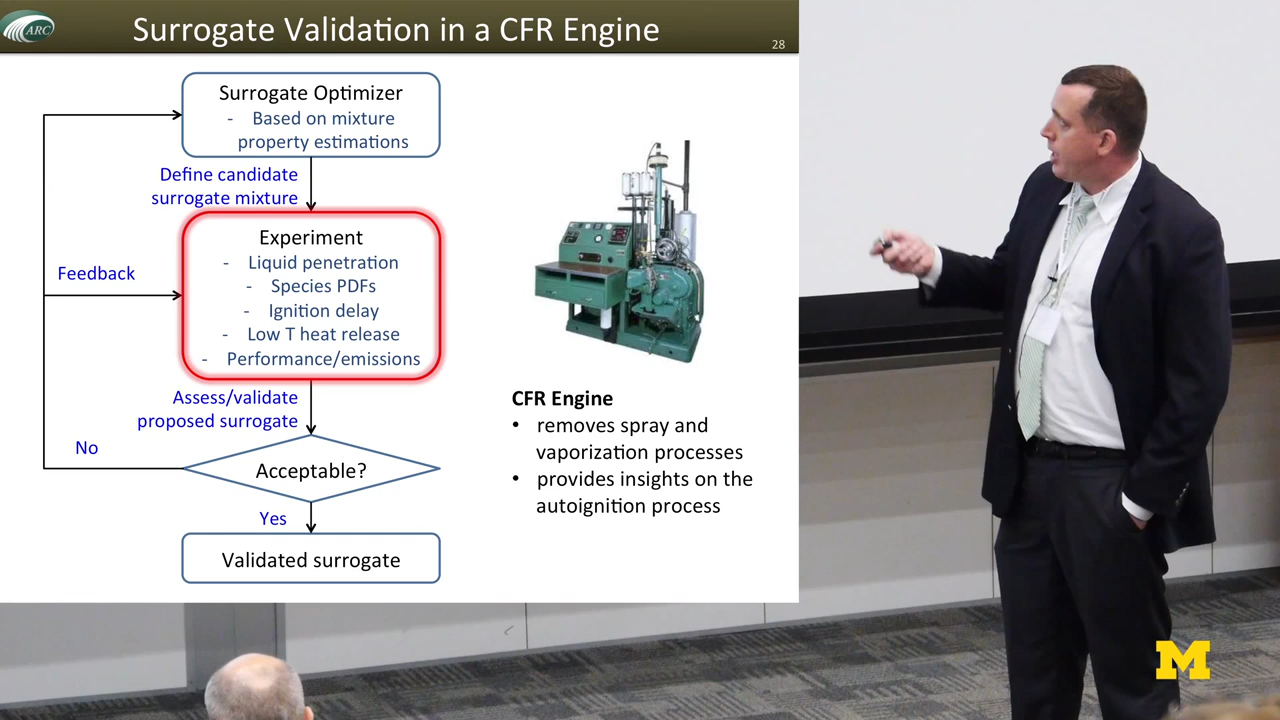 ARC
Surrogate Validation in a CFR Engine
28
Surrogate Optimizer
- Based on mixture
property estimations
Define candidate
surrogate mixture
Experiment
- Liquid penetration
- Species PDFs
- Ignition delay
- Low T heat release
- Performance/emissions
Feedback
Assess/validate
proposed surrogate
No
Acceptable?
Yes
Validated surrogate
CFR Engine
• removes spray and
vaporization processes
• provides insights on the
autoignition process
M